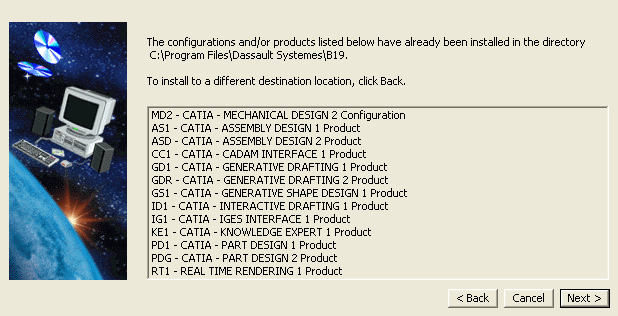 The configurations and/or products listed below have already been installed in the directory
C:\Program Files\Dassault Systemes\B19.
To install to a different destination location, click Back.
MD2 - CATIA - MECHANICAL DESIGN 2 Configuration
AS1 - CATIA - ASSEMBLY DESIGN 1 Product
ASD - CATIA - ASSEMBLY DESIGN 2 Product
CC1 - CATIA - CADAM INTERFACE 1 Product
GD1 - CATIA - GENERATIVE DRAFTING 1 Product
GDR - CATIA - GENERATIVE DRAFTING 2 Product
GS1 - CATIA - GENERATIVE SHAPE DESIGN 1 Product
ID1 - CATIA - INTERACTIVE DRAFTING 1 Product
IG1 - CATIA - IGES INTERFACE 1 Product
KE1 - CATIA - KNOWLEDGE EXPERT 1 Product
PD1 - CATIA - PART DESIGN 1 Product
PDG - CATIA - PART DESIGN 2 Product
RT1 - REAL TIME RENDERING 1 Product
< Back Cancel Next >